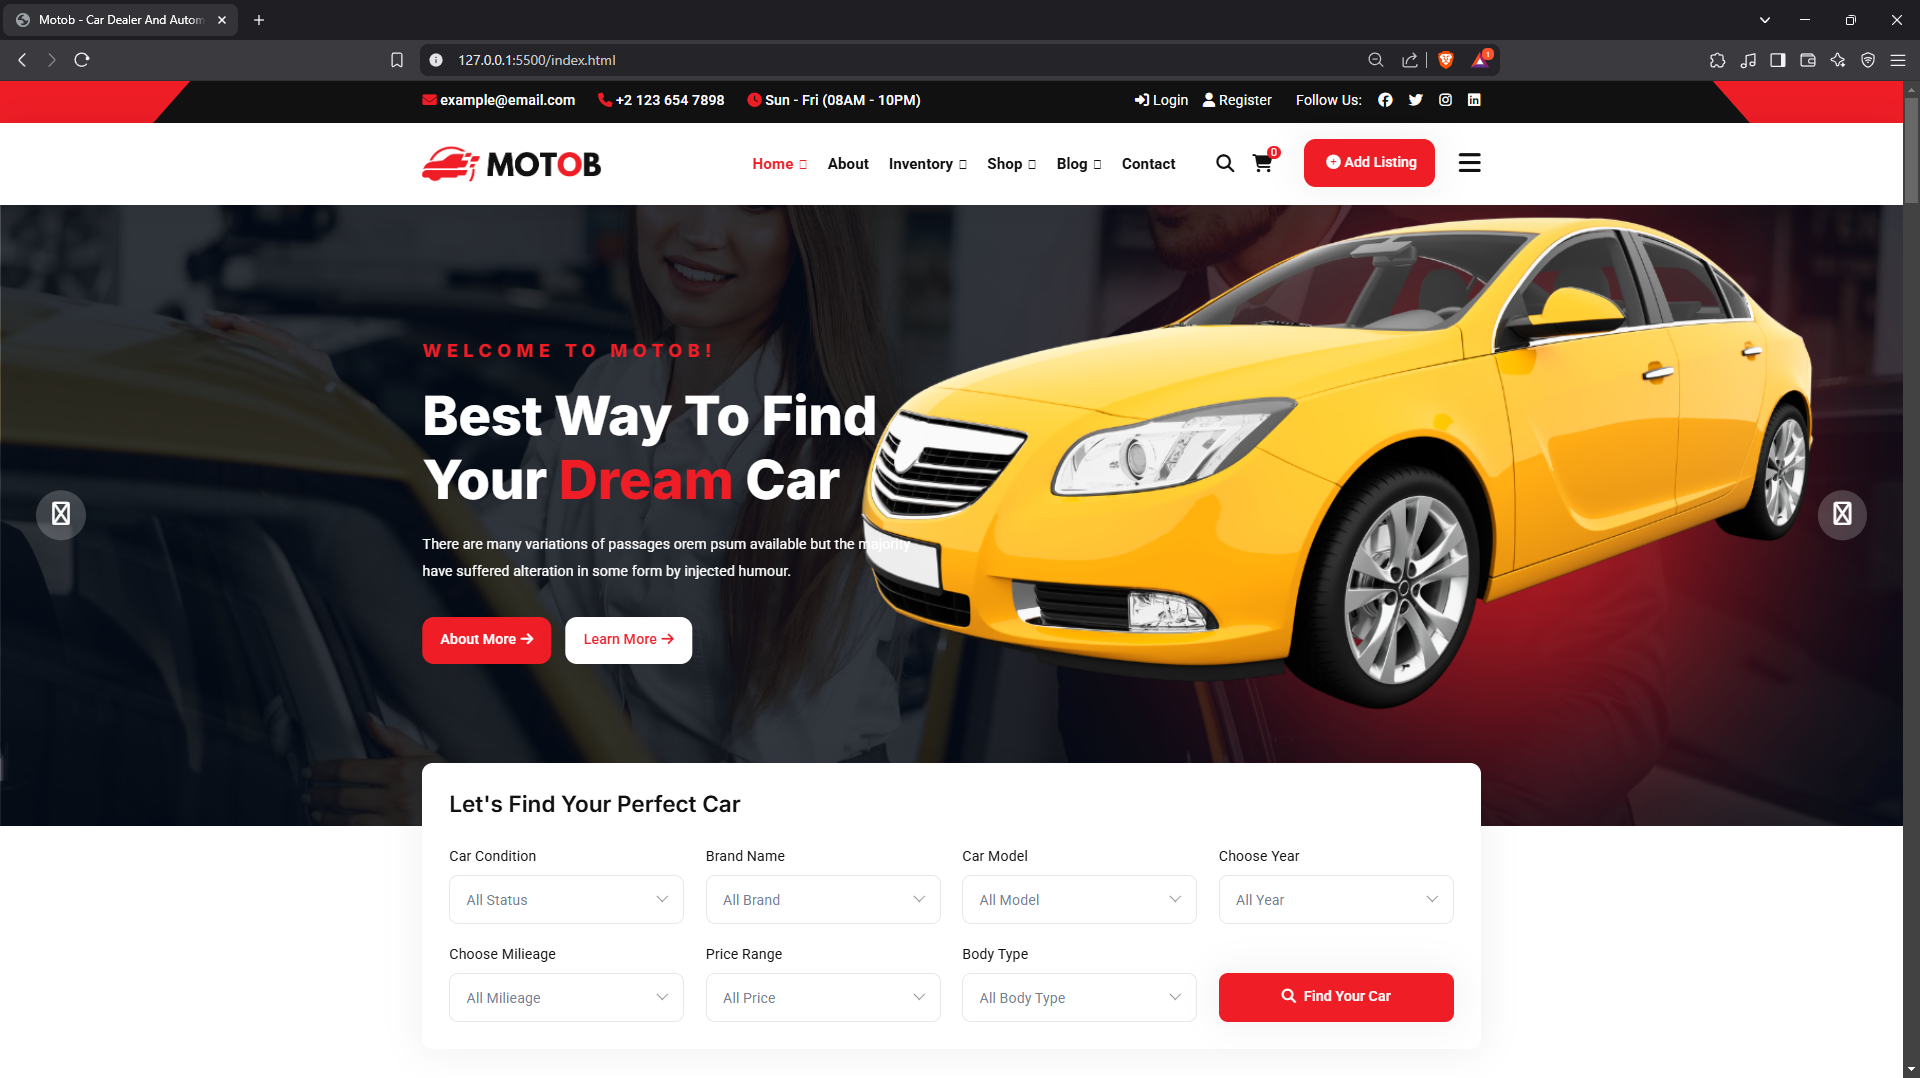 Motob - Car Dealer And Autom
127.0.0.1:5500/index.html
1
example@email.com +2 123 654 7898 Sun - Fri (08AM - 10PM) Login Register Follow Us:
MOTOB Home About Inventory Shop Blog Contact 0 Add Listing
WELCOME TO MOTOB!
Best Way To Find
Your Dream Car
There are many variations of passages orem psum available but the majority
have suffered alteration in some form by injected humour.
About More Learn More
Let's Find Your Perfect Car
Car Condition Brand Name Car Model Choose Year
All Status All Brand All Model All Year
Choose Milieage Price Range Body Type
All Milieage All Price All Body Type Find Your Car